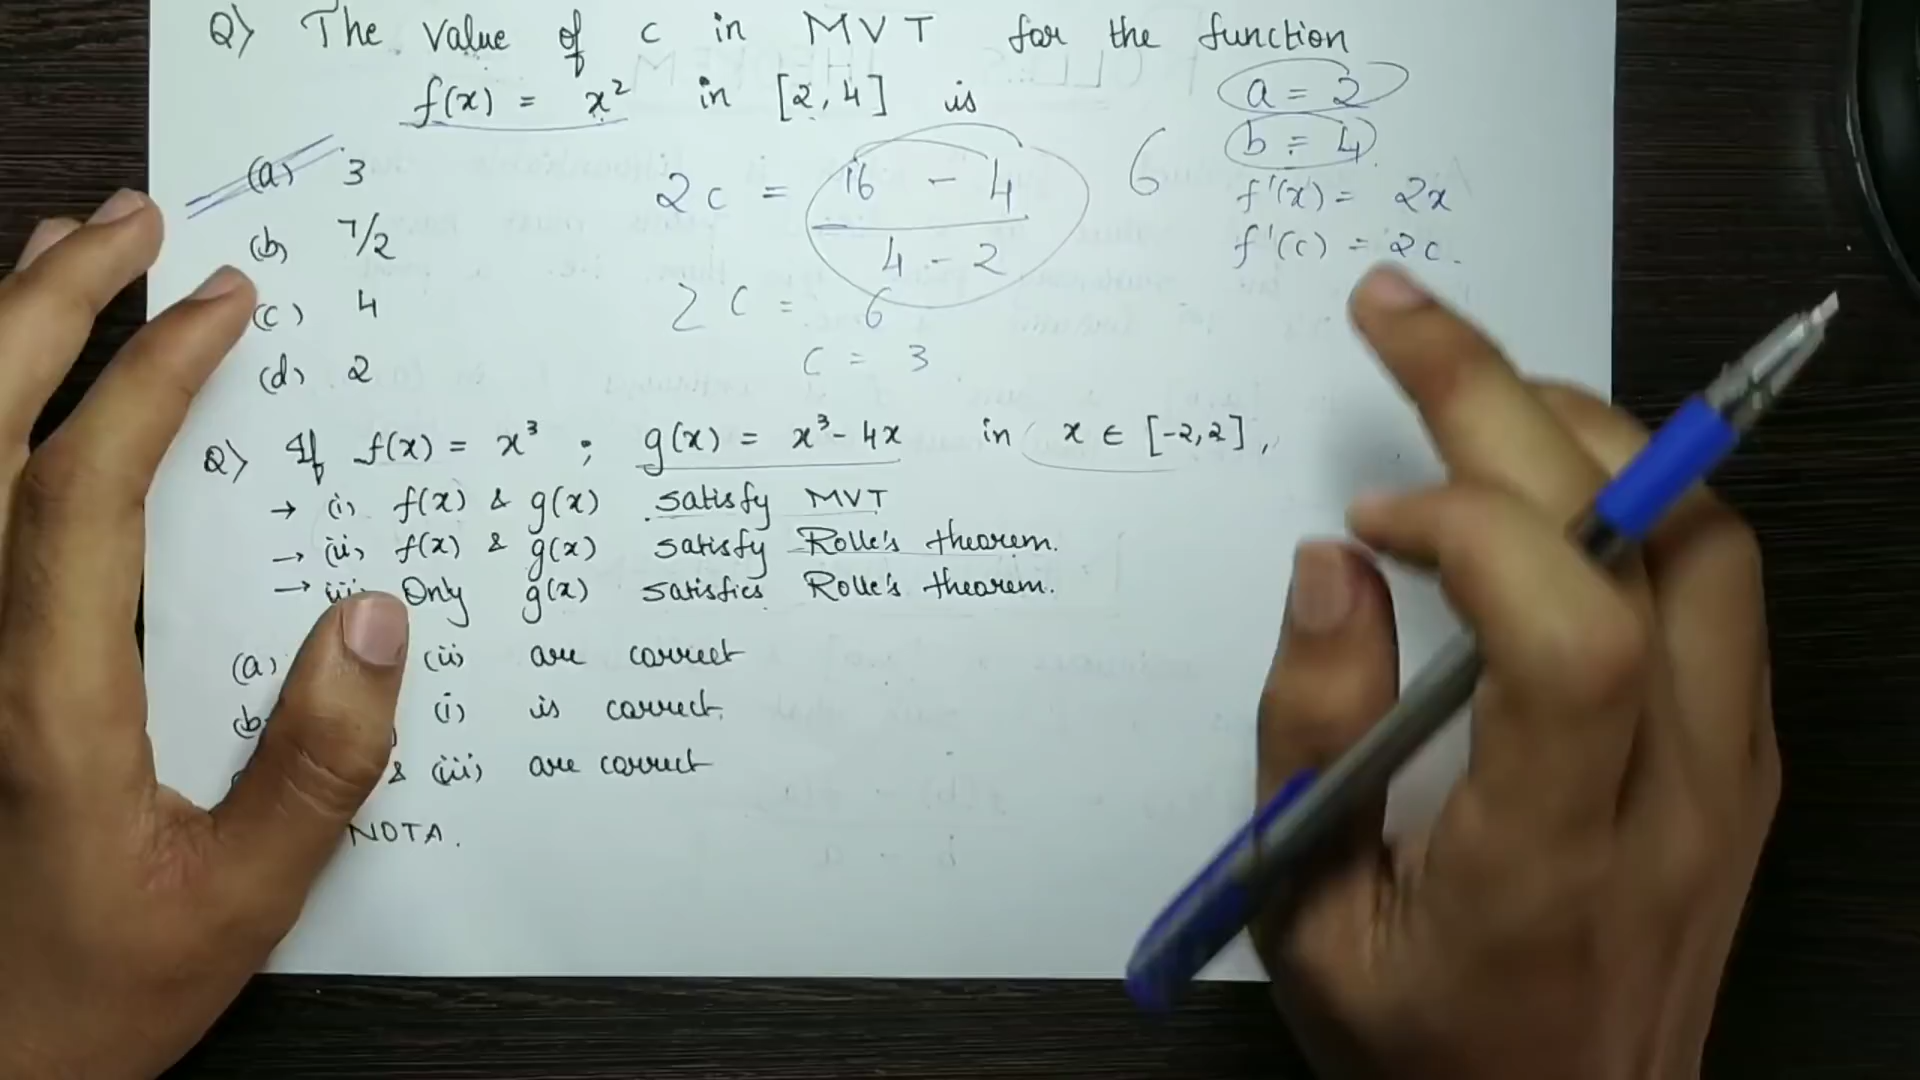 Q) The value of c in MVT for the function
f(x) = x² in [2,4] is
a = 2
b = 4
(a) 3
(b) 7/2
(c) 4
(d) 2
2c = 16 - 4 / 4 - 2
6
2c = 6
c = 3
f'(x) = 2x
f'(c) = 2c.
Q) If f(x) = x³ ; g(x) = x³- 4x in x ∈ [-2,2],
→ (i) f(x) & g(x) satisfy MVT
→ (ii) f(x) & g(x) satisfy Rolle's theorem.
→ (iii) Only g(x) satisfies Rolle's theorem.
(a) (ii) are correct
(b) (i) is correct.
& (iii) are correct
NOTA.